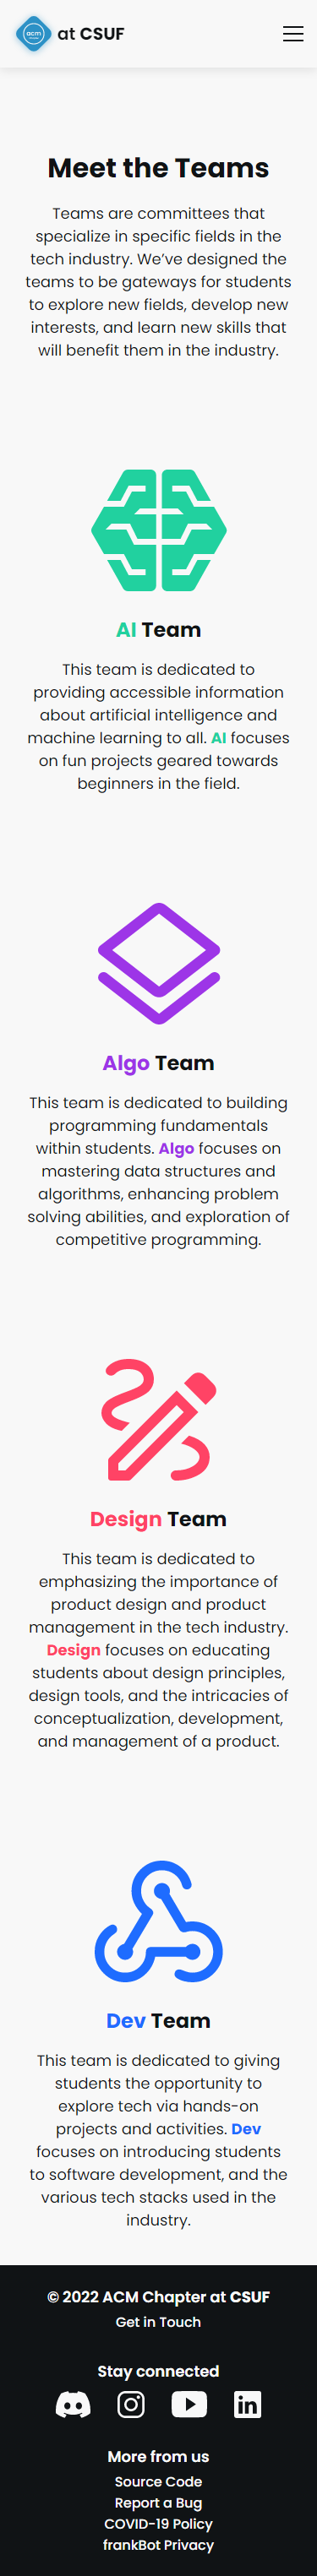 acm
at CSUF
Meet the Teams
Teams are committees that
specialize in specific fields in the
tech industry. We’ve designed the
teams to be gateways for students
to explore new fields, develop new
interests, and learn new skills that
will benefit them in the industry.
AI Team
This team is dedicated to
providing accessible information
about artificial intelligence and
machine learning to all. AI focuses
on fun projects geared towards
beginners in the field.
Algo Team
This team is dedicated to building
programming fundamentals
within students. Algo focuses on
mastering data structures and
algorithms, enhancing problem
solving abilities, and exploration of
competitive programming.
Design Team
This team is dedicated to
emphasizing the importance of
product design and product
management in the tech industry.
Design focuses on educating
students about design principles,
design tools, and the intricacies of
conceptualization, development,
and management of a product.
Dev Team
This team is dedicated to giving
students the opportunity to
explore tech via hands-on
projects and activities. Dev
focuses on introducing students
to software development, and the
various tech stacks used in the
industry.
© 2022 ACM Chapter at CSUF
Get in Touch
Stay connected
in
More from us
Source Code
Report a Bug
COVID-19 Policy
frankBot Privacy